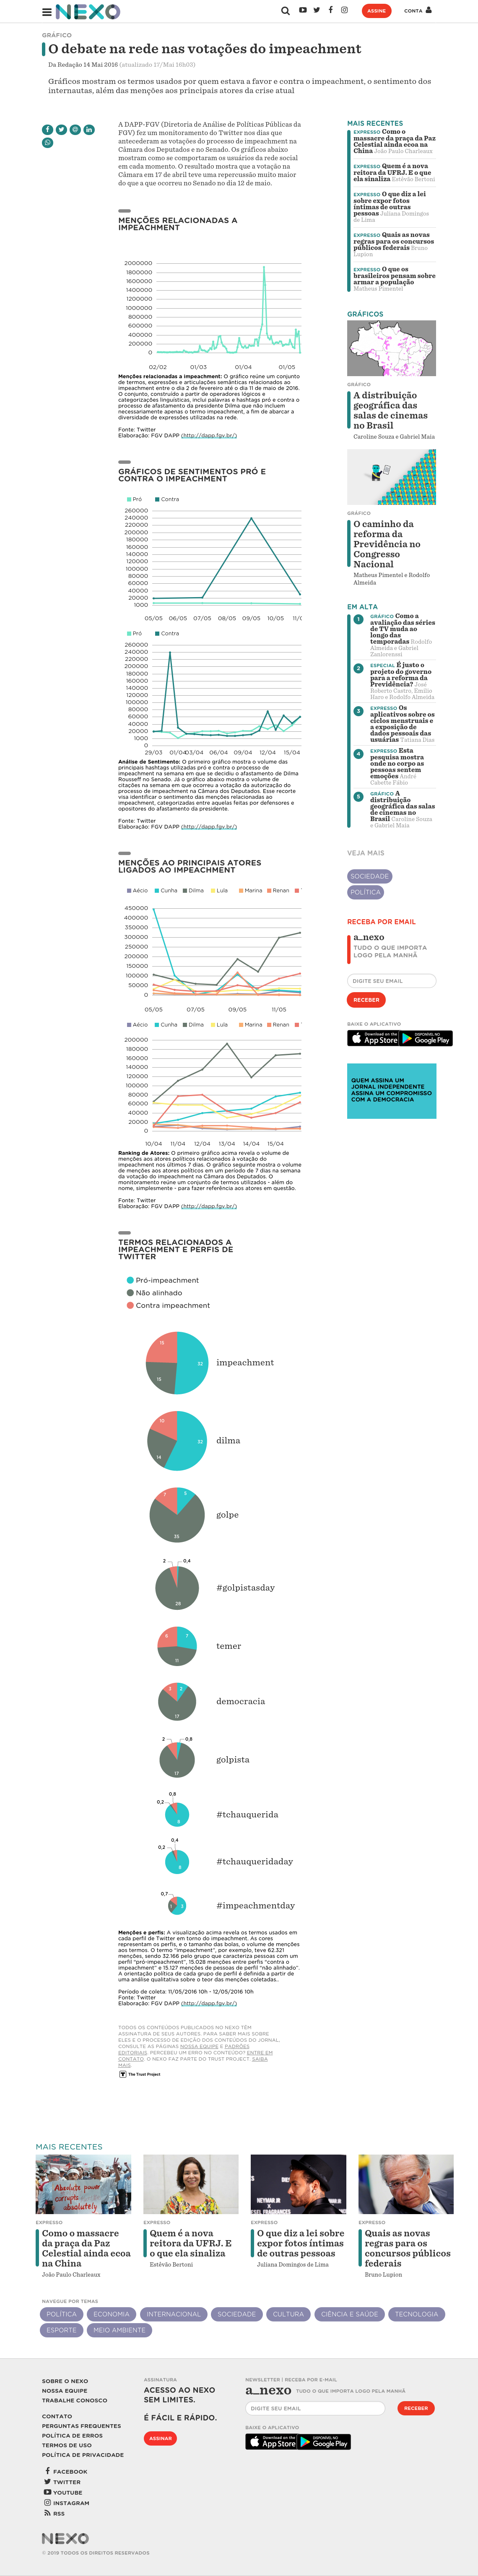 NEXO
ASSINE
CONTA
GRÁFICO
O debate na rede nas votações do impeachment
Da Redação 14 Mai 2016 (atualizado 17/Mai 16h03)
Gráficos mostram os termos usados por quem estava a favor e contra o impeachment, o sentimentos dos
internautas, além das menções aos principais atores da crise atual
A DAPP-FGV (Diretoria de Análise de Políticas Públicas da
FGV) fez um monitoramento do Twitter nos dias que
antecederam as votações do processo de impeachment na
Câmara dos Deputados e no Senado. Os gráficos abaixo
mostram como se comportaram os usuários da rede social
em cada momento. O resultado mostra que a votação na
Câmara em 17 de abril teve uma repercussão muito maior
do que a que ocorreu no Senado no dia 12 de maio.
MENÇÕES RELACIONADAS A
IMPEACHMENT
2000000
1800000
1600000
1400000
1200000
1000000
800000
600000
400000
200000
0
02/02 01/03 01/04 01/05
Menções relacionadas a impeachment: O gráfico reúne um conjunto
de termos, expressões e articulações semânticas relacionadas ao
impeachment entre o dia 2 de fevereiro e 11 de maio de 2016.
O conjunto, construído a partir de operadores lógicos e
categorizações linguísticas, inclui palavras e hashtags pró e contra o
processo de afastamento da presidente Dilma sendo não incluem
necessariamente apenas o termo impeachment, a fim de abarcar a
diversidade de expressões utilizadas na rede.
Fonte: Twitter
Elaboração: FGV DAPP (http://dapp.fgv.br/)
GRÁFICOS DE SENTIMENTOS PRÓ E
CONTRA O IMPEACHMENT
Pró Contra
260000
240000
220000
200000
180000
160000
140000
120000
100000
80000
60000
40000
20000
1000
05/05 06/05 07/05 08/05 09/05 10/05 11/0
Pró Contra
260000
240000
220000
200000
180000
160000
140000
120000
100000
80000
60000
40000
20000
1000
0
29/03 01/04 03/04 06/04 09/04 12/04 15/04
Análise de Sentimento: O primeiro gráfico mostra o volume das
principais hashtags utilizadas pró e contra o processo de
impeachment na semana em que se decidiu o afastamento de Dilma
Rousseff no Senado. Já o segundo gráfico mostra o volume de
citações na semana em que ocorreu a votação da autorização do
processo de impeachment na Câmara dos Deputados. Esse recorte
visa identificar o sentimento das menções associadas ao
impeachment, categorizadas entre aquelas feitas por defensores e
opositores do afastamento da presidente.
Fonte: Twitter
Elaboração: FGV DAPP (http://dapp.fgv.br/)
MENÇÕES AO PRINCIPAIS ATORES
LIGADOS AO IMPEACHMENT
Aécio Cunha Dilma Lula Marina Renan
450000
400000
350000
300000
250000
200000
150000
100000
50000
0
05/05 07/05 09/05 11/05
Aécio Cunha Dilma Lula Marina Renan
200000
180000
160000
140000
120000
100000
80000
60000
40000
20000
0
10/04 11/04 12/04 13/04 14/04 15/04
Ranking de Atores: O primeiro gráfico acima revela o volume de
menções aos atores políticos relacionados à votação do
impeachment nos últimos 7 dias. O gráfico seguinte mostra o volume
de menções aos atores políticos em um período de 7 dias na semana
da votação do impeachment na Câmara dos Deputados. O
monitoramento reúne um conjunto de termos utilizados - além do
nome, simplesmente - para fazer referência aos atores em questão.
Fonte: Twitter
Elaboração: FGV DAPP (http://dapp.fgv.br/)
TERMOS RELACIONADOS A
IMPEACHMENT E PERFIS DE
TWITTER
Pró-impeachment
Não alinhado
Contra impeachment
15
32
15
impeachment
10
32
14
dilma
7 5
35
golpe
2 0,4
28
#golpistasday
6 7
11
temer
3 2
17
democracia
2 0,8
17
golpista
0,8
0,2
8
#tchauquerida
0,4
0,2
8
#tchauqueridaday
0,7
#impeachmentday
Menções e perfis: A visualização acima revela os termos usados em
cada perfil de Twitter em torno do impeachment. As cores
representam os perfis, e o tamanho das bolas, o volume de menções
aos termos. O termo “impeachment”, por exemplo, teve 62.321
menções, sendo 32.166 pelo grupo que caracteriza pessoas com um
perfil “pró-impeachment”, 15.028 menções entre perfis “contra o
impeachment” e 15.127 menções de pessoas de perfil “não alinhado”.
A orientação política de cada grupo de perfil é definida a partir de
uma análise qualitativa sobre o teor das menções coletadas..
Período de coleta: 11/05/2016 10h - 12/05/2016 10h
Fonte: Twitter
Elaboração: FGV DAPP (http://dapp.fgv.br/)
TODOS OS CONTEÚDOS PUBLICADOS NO NEXO TÊM
ASSINATURA DE SEUS AUTORES. PARA SABER MAIS SOBRE
ELES E O PROCESSO DE EDIÇÃO DOS CONTEÚDOS DO JORNAL,
CONSULTE AS PÁGINAS NOSSA EQUIPE E PADRÕES
EDITORIAIS. PERCEBEU UM ERRO NO CONTEÚDO? ENTRE EM
CONTATO. O NEXO FAZ PARTE DO TRUST PROJECT. SAIBA
MAIS.
The Trust Project
MAIS RECENTES
EXPRESSO Como o
massacre da praça da Paz
Celestial ainda ecoa na
China João Paulo Charleaux
EXPRESSO Quem é a nova
reitora da UFRJ. E o que
ela sinaliza Estêvão Bertoni
EXPRESSO O que diz a lei
sobre expor fotos
íntimas de outras
pessoas Juliana Domingos
de Lima
EXPRESSO Quais as novas
regras para os concursos
públicos federais Bruno
Lupion
EXPRESSO O que os
brasileiros pensam sobre
armar a população
Matheus Pimentel
GRÁFICOS
GRÁFICO
A distribuição
geográfica das
salas de cinemas
no Brasil
Caroline Souza e Gabriel Maia
GRÁFICO
O caminho da
reforma da
Previdência no
Congresso
Nacional
Matheus Pimentel e Rodolfo
Almeida
EM ALTA
1
GRÁFICO Como a
avaliação das séries
de TV muda ao
longo das
temporadas Rodolfo
Almeida e Gabriel
Zanlorenssi
2
ESPECIAL É justo o
projeto do governo
para a reforma da
Previdência? José
Roberto Castro, Emílio
Haro e Rodolfo Almeida
3
EXPRESSO Os
aplicativos sobre os
ciclos menstruais e
a exposição de
dados pessoais das
usuárias Tatiana Dias
4
EXPRESSO Esta
pesquisa mostra
onde no corpo as
pessoas sentem
emoções André
Cabette Fábio
5
GRÁFICO A
distribuição
geográfica das salas
de cinemas no
Brasil Caroline Souza
e Gabriel Maia
VEJA MAIS
SOCIEDADE
POLÍTICA
RECEBA POR EMAIL
a_nexo
TUDO O QUE IMPORTA
LOGO PELA MANHÃ
DIGITE SEU EMAIL
RECEBER
BAIXE O APLICATIVO
Download on the App Store
DISPONÍVEL NO Google Play
QUEM ASSINA UM
JORNAL INDEPENDENTE
ASSINA UM COMPROMISSO
COM A DEMOCRACIA
MAIS RECENTES
Absolute power
corrupts
absolutely
EXPRESSO
Como o massacre
da praça da Paz
Celestial ainda ecoa
na China
João Paulo Charleaux
EXPRESSO
Quem é a nova
reitora da UFRJ. E
o que ela sinaliza
Estêvão Bertoni
EXPRESSO
O que diz a lei sobre
expor fotos íntimas
de outras pessoas
Juliana Domingos de Lima
EXPRESSO
Quais as novas
regras para os
concursos públicos
federais
Bruno Lupion
NAVEGUE POR TEMAS
POLÍTICA ECONOMIA INTERNACIONAL SOCIEDADE CULTURA CIÊNCIA E SAÚDE TECNOLOGIA
ESPORTE MEIO AMBIENTE
SOBRE O NEXO
NOSSA EQUIPE
TRABALHE CONOSCO
CONTATO
PERGUNTAS FREQUENTES
POLÍTICA DE ERROS
TERMOS DE USO
POLÍTICA DE PRIVACIDADE
FACEBOOK
TWITTER
YOUTUBE
INSTAGRAM
RSS
ASSINATURA
ACESSO AO NEXO
SEM LIMITES.
É FÁCIL E RÁPIDO.
ASSINAR
NEWSLETTER | RECEBA POR E-MAIL
a_nexo TUDO O QUE IMPORTA LOGO PELA MANHÃ
DIGITE SEU EMAIL
RECEBER
BAIXE O APLICATIVO
Download on the App Store
DISPONÍVEL NO Google Play
NEXO
© 2019 TODOS OS DIREITOS RESERVADOS